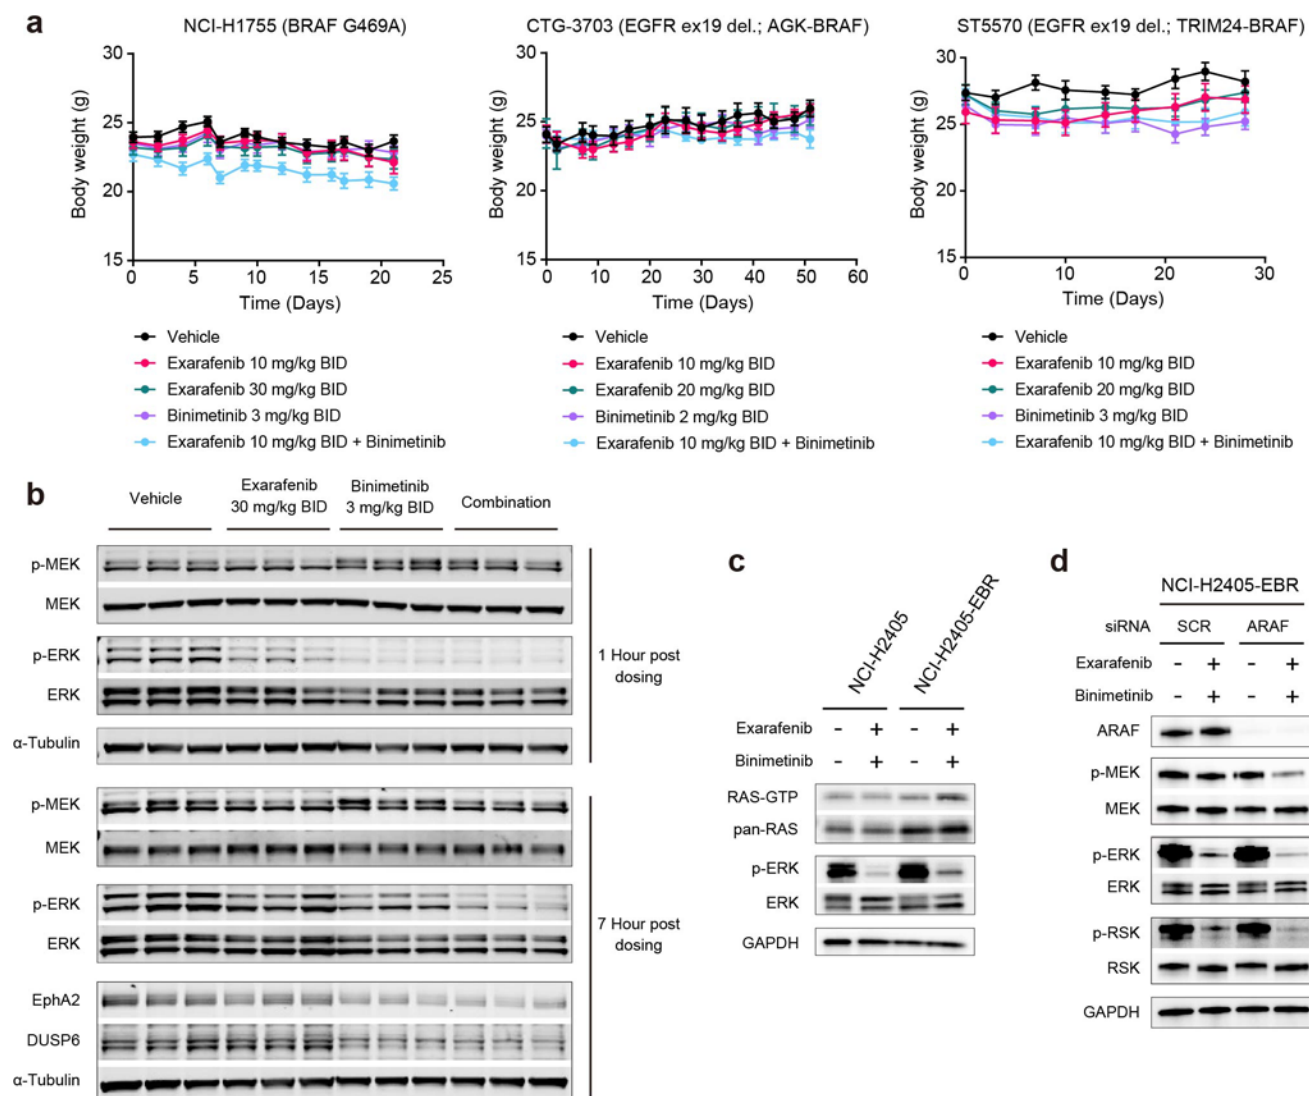 a
NCI-H1755 (BRAF G469A)
Body weight (g)
30
25
20
15
0 5 10 15 20 25
Time (Days)
Vehicle
Exarafenib 10 mg/kg BID
Exarafenib 30 mg/kg BID
Binimetinib 3 mg/kg BID
Exarafenib 10 mg/kg BID + Binimetinib
CTG-3703 (EGFR ex19 del.; AGK-BRAF)
Body weight (g)
30
25
20
15
0 10 20 30 40 50 60
Time (Days)
Vehicle
Exarafenib 10 mg/kg BID
Exarafenib 20 mg/kg BID
Binimetinib 2 mg/kg BID
Exarafenib 10 mg/kg BID + Binimetinib
ST5570 (EGFR ex19 del.; TRIM24-BRAF)
Body weight (g)
30
25
20
15
0 10 20 30
Time (Days)
Vehicle
Exarafenib 10 mg/kg BID
Exarafenib 20 mg/kg BID
Binimetinib 3 mg/kg BID
Exarafenib 10 mg/kg BID + Binimetinib
b
Vehicle
Exarafenib
30 mg/kg BID
Binimetinib
3 mg/kg BID
Combination
p-MEK
MEK
p-ERK
ERK
α-Tubulin
1 Hour post
dosing
p-MEK
MEK
p-ERK
ERK
EphA2
DUSP6
α-Tubulin
7 Hour post
dosing
c
NCI-H2405
NCI-H2405-EBR
Exarafenib - + - +
Binimetinib - + - +
RAS-GTP
pan-RAS
p-ERK
ERK
GAPDH
d
NCI-H2405-EBR
siRNA SCR ARAF
Exarafenib - + - +
Binimetinib - + - +
ARAF
p-MEK
MEK
p-ERK
ERK
p-RSK
RSK
GAPDH